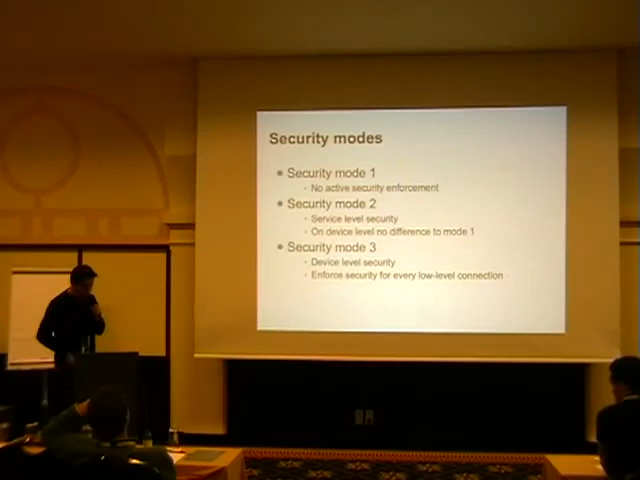 Security modes
Security mode 1
No active security enforcement
Security mode 2
Service level security
On device level no difference to mode 1
Security mode 3
Device level security
Enforce security for every low-level connection